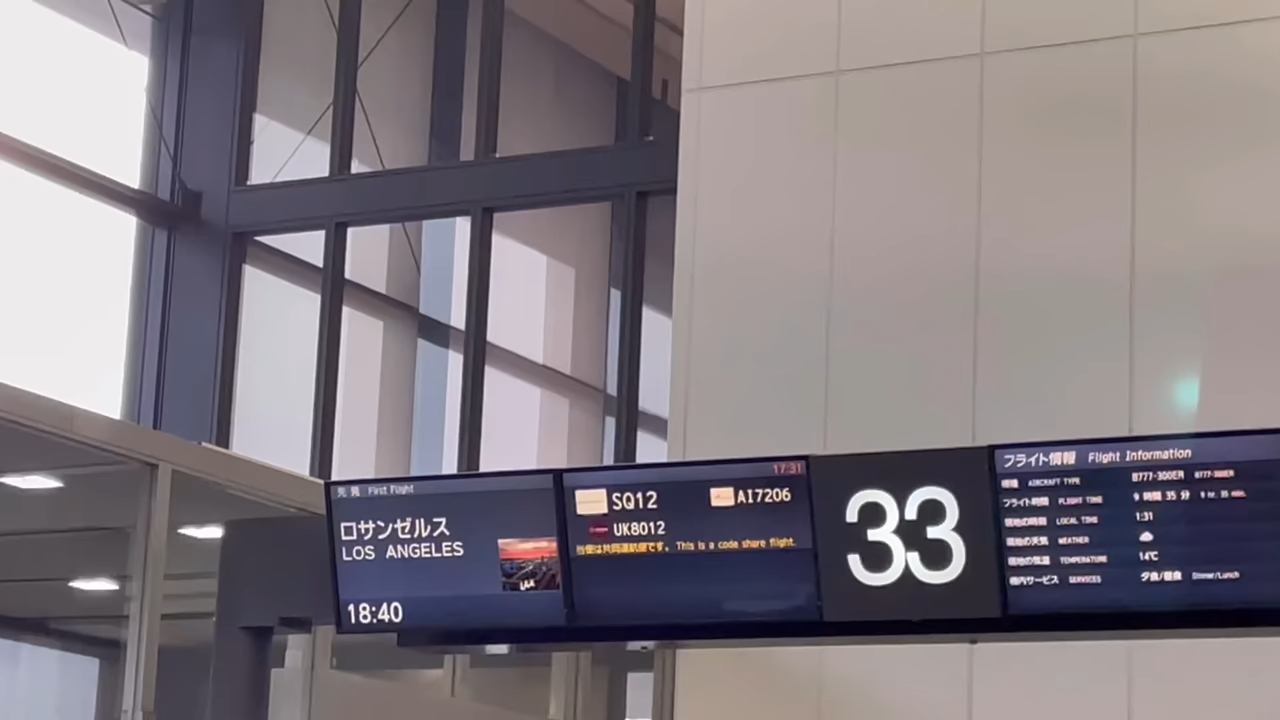 先発 First Flight
ロサンゼルス
LOS ANGELES
LAX
18:40
17:31
SQ12 AI7206
UK8012
当便は共同運航便です。 This is a code share flight.
33
フライト情報 Flight Information
機種 AIRCRAFT TYPE B777-300ER B777-300ER
フライト時間 FLIGHT TIME 9 時間 35 分 9 hr. 35 min.
現地の時刻 LOCAL TIME 1:31
現地の天気 WEATHER
現地の気温 TEMPERATURE 14℃
機内サービス SERVICES 夕食/昼食 Dinner/Lunch